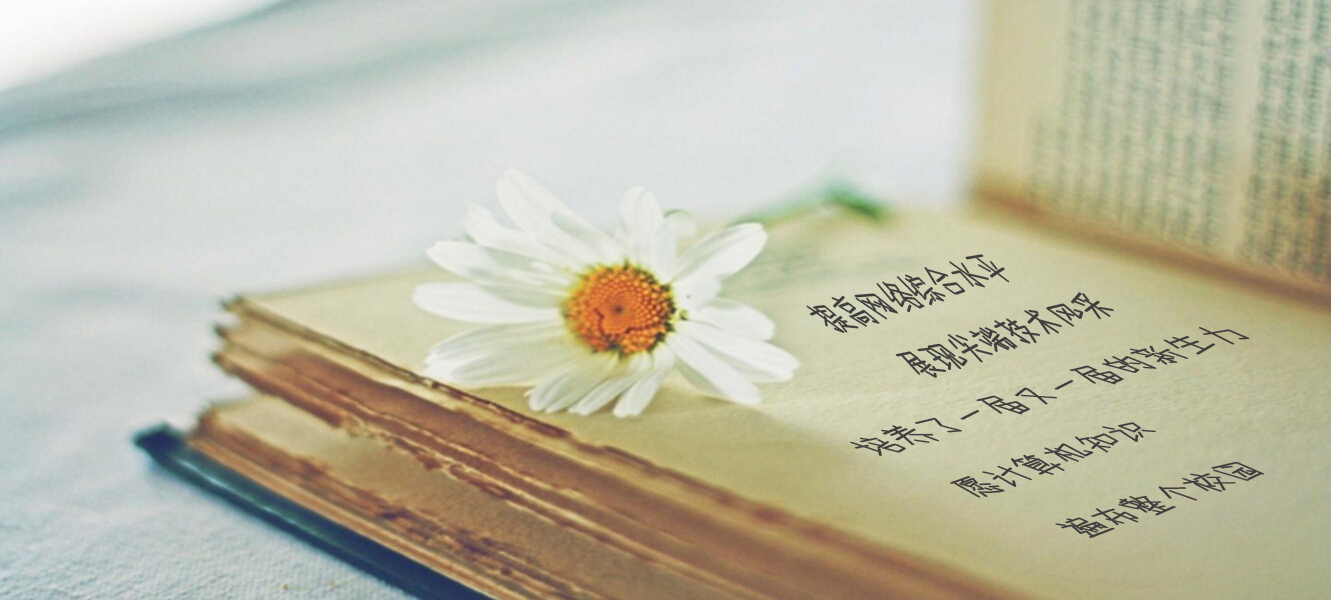 提高网络综合水平
展现尖端技术风采
培养了一届又一届的新生力
愿计算机知识
遍布整个校园